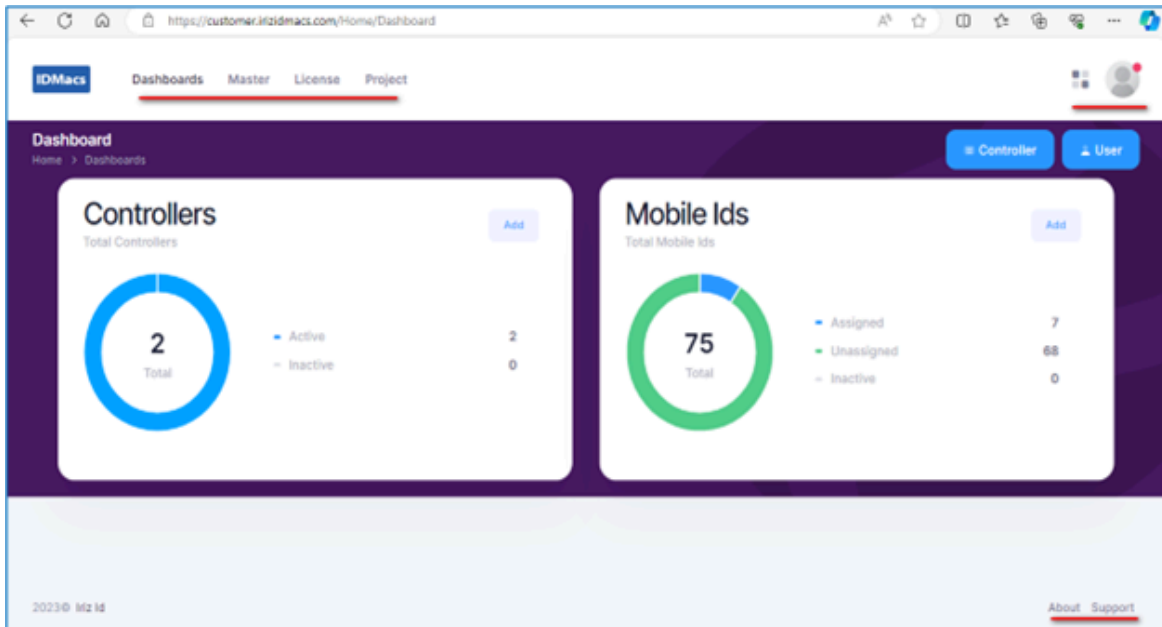 https://customer.irizidmacs.com/Home/Dashboard
IDMacs Dashboards Master License Project
Dashboard
Home > Dashboards
Controller User
Controllers
Total Controllers
Add
2
Total
Active 2
Inactive 0
Mobile Ids
Total Mobile Ids
Add
75
Total
Assigned 7
Unassigned 68
Inactive 0
2023© Iriz Id
About Support